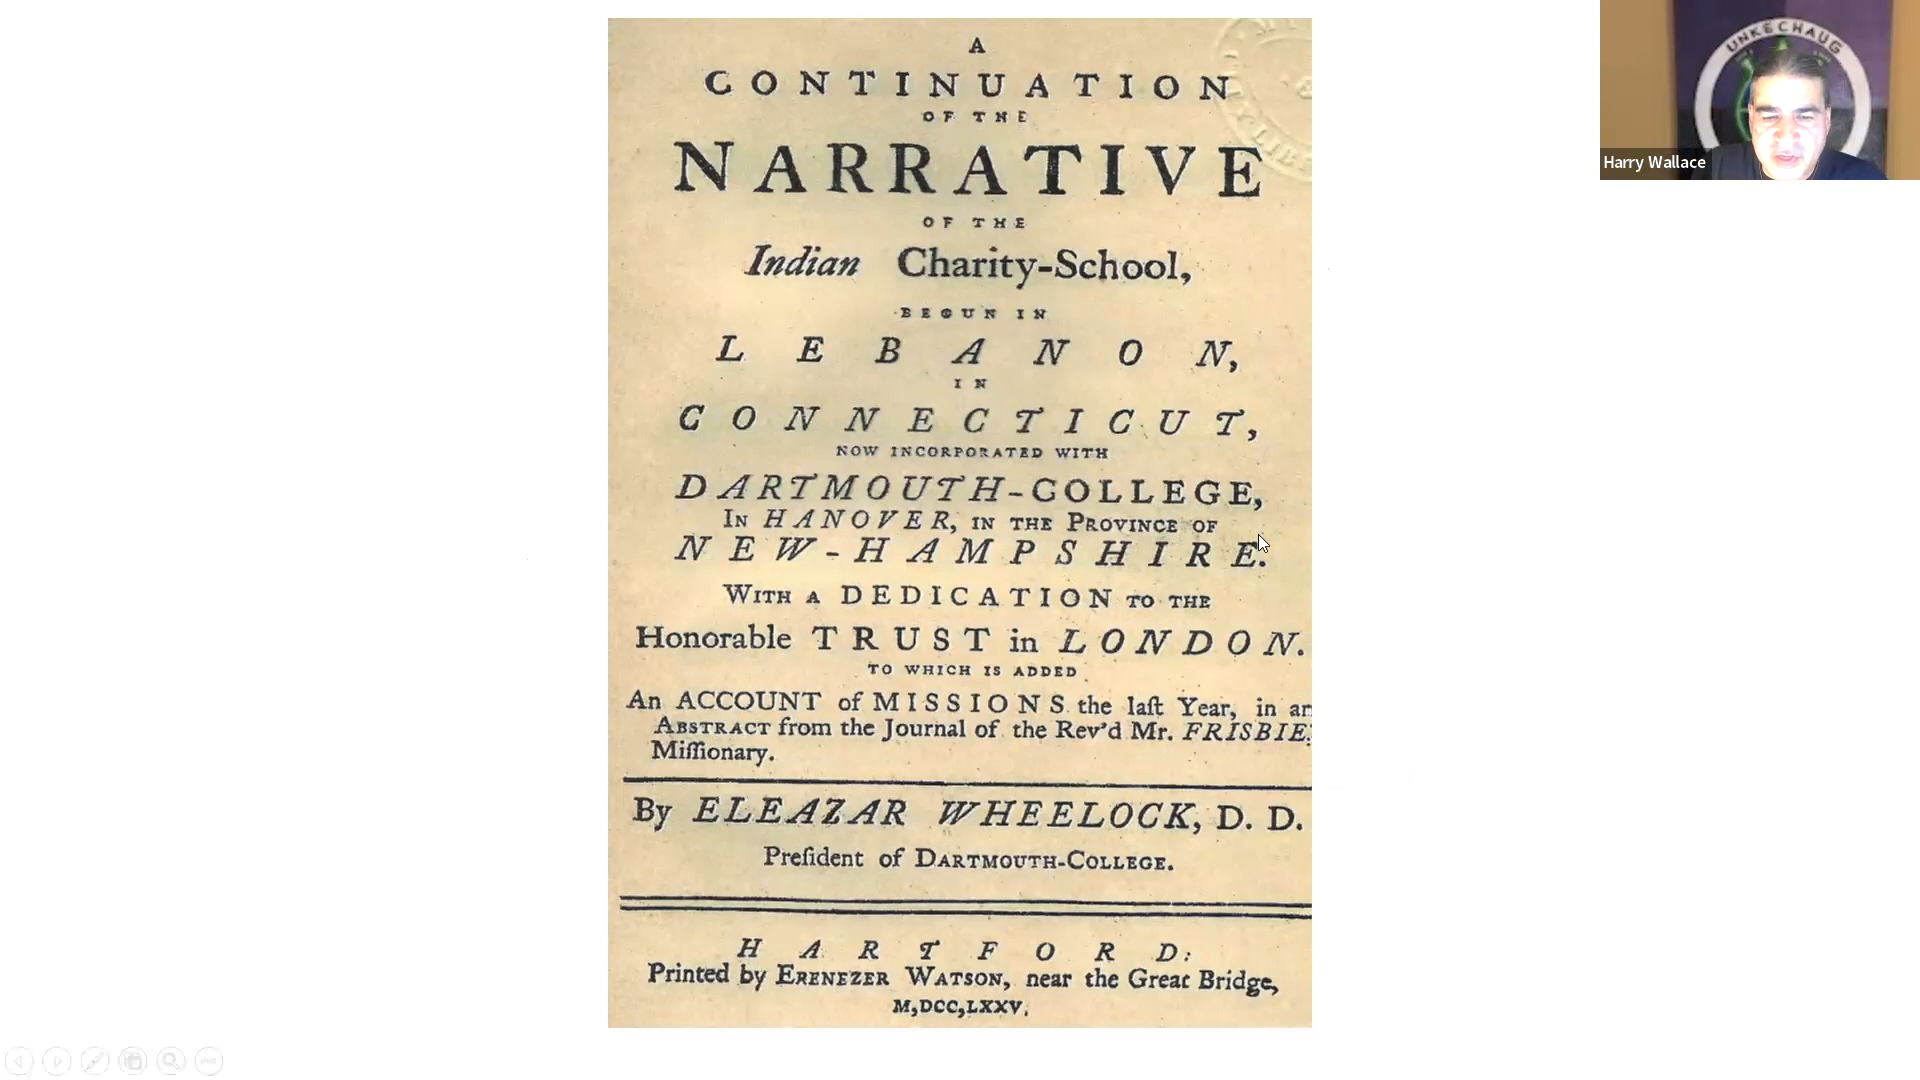 A
CONTINUATION
OF THE
NARRATIVE
OF THE
Indian Charity-School,
BEGUN IN
LEBANON,
IN
CONNECTICUT,
NOW INCORPORATED WITH
DARTMOUTH-COLLEGE,
IN HANOVER, IN THE PROVINCE OF
NEW-HAMPSHIRE.
WITH A DEDICATION TO THE
Honorable TRUST in LONDON.
TO WHICH IS ADDED
An ACCOUNT of MISSIONS the laſt Year, in an
ABSTRACT from the Journal of the Rev'd Mr. FRISBIE,
Miſſionary.
By ELEAZAR WHEELOCK, D. D.
Preſident of DARTMOUTH-COLLEGE.
HARTFORD:
Printed by EBENEZER WATSON, near the Great Bridge,
M,DCC,LXXV.
UNKECHAUG
Harry Wallace